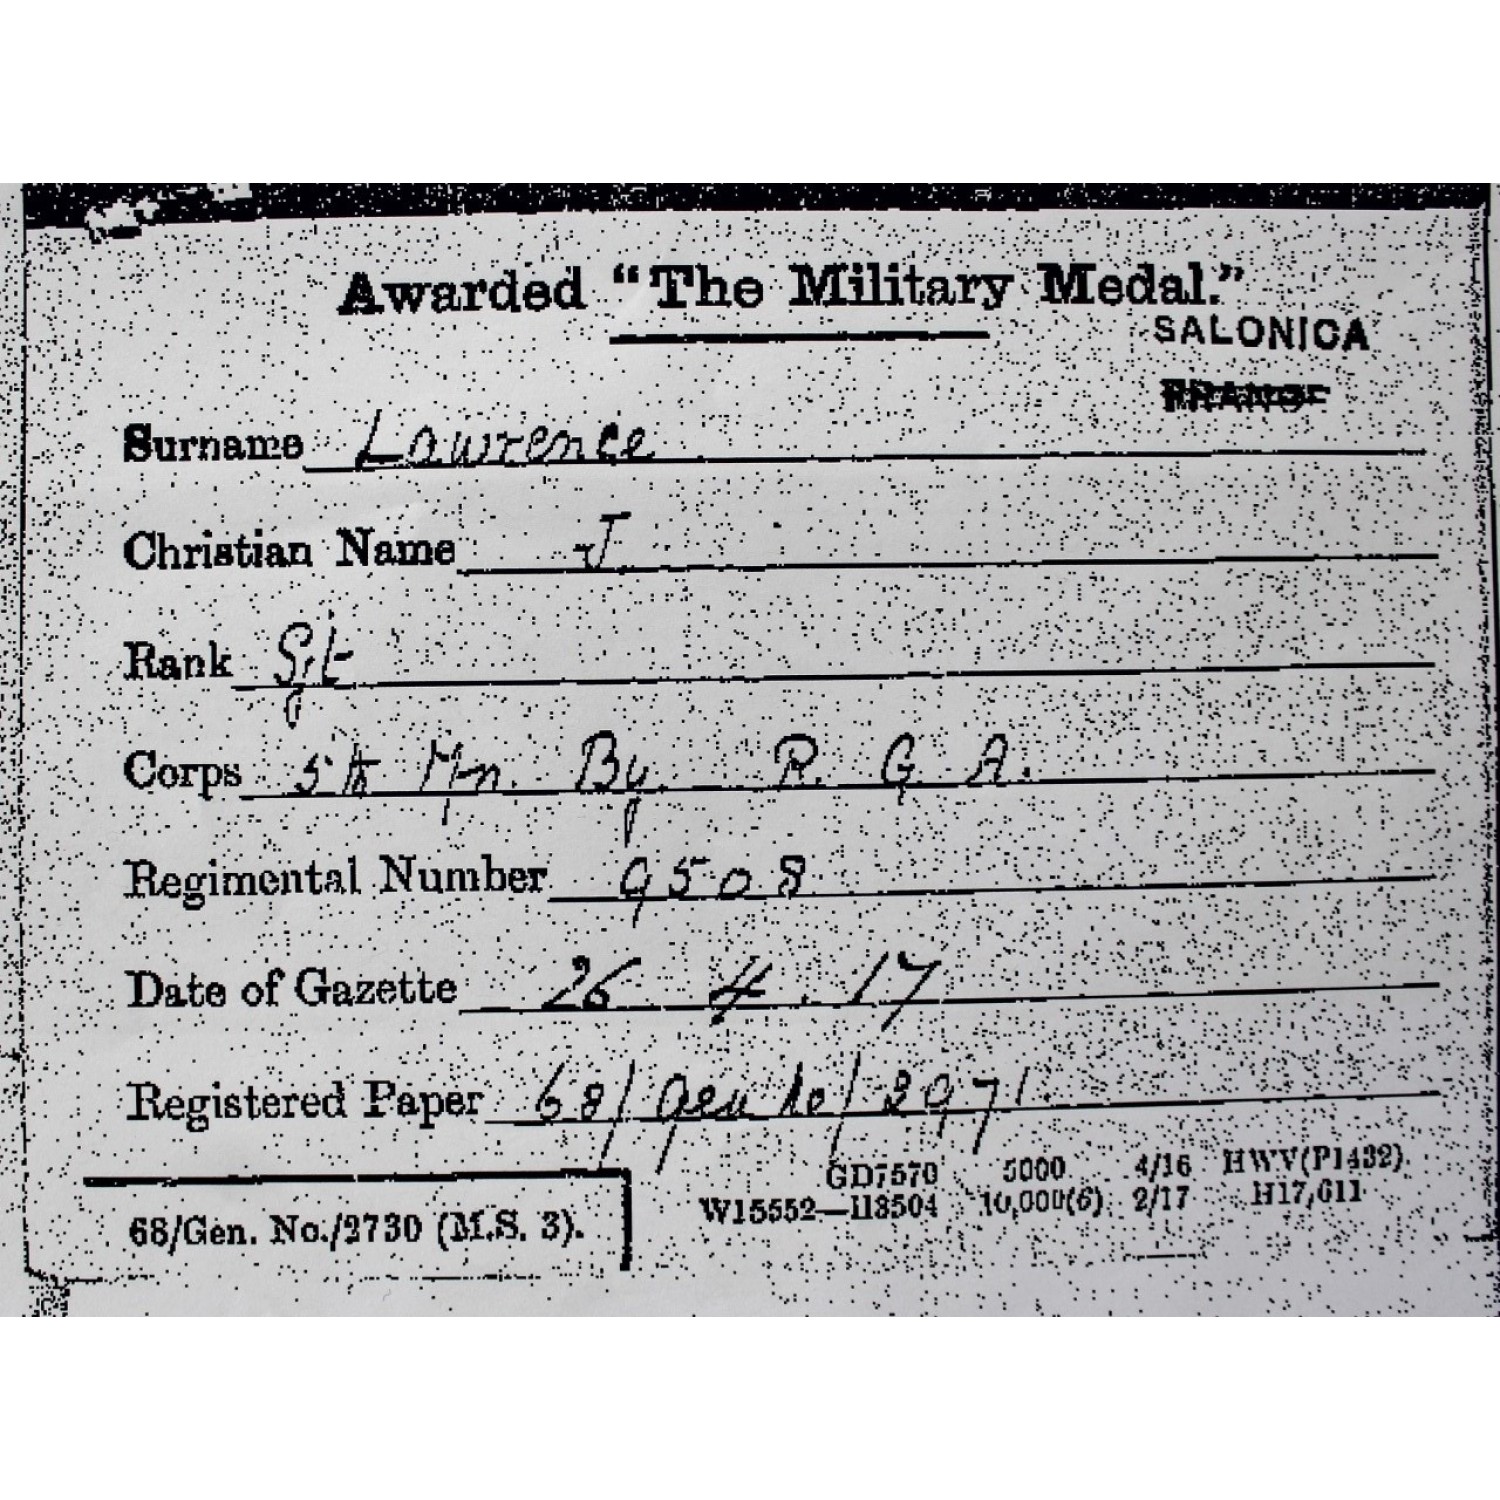 Awarded "The Military Medal."
SALONICA
FRANCE
Surname Lawrence
Christian Name J
Rank Sgt
Corps 5th Mn. By. R. G. A.
Regimental Number 9508
Date of Gazette 26 4. 17
Registered Paper 68/Gen No/2971.
GD7570 5000 4/16 HWV(P1432)
W15552—H8504 10,000(6) 2/17 H17,611
68/Gen. No./2730 (M.S. 3).